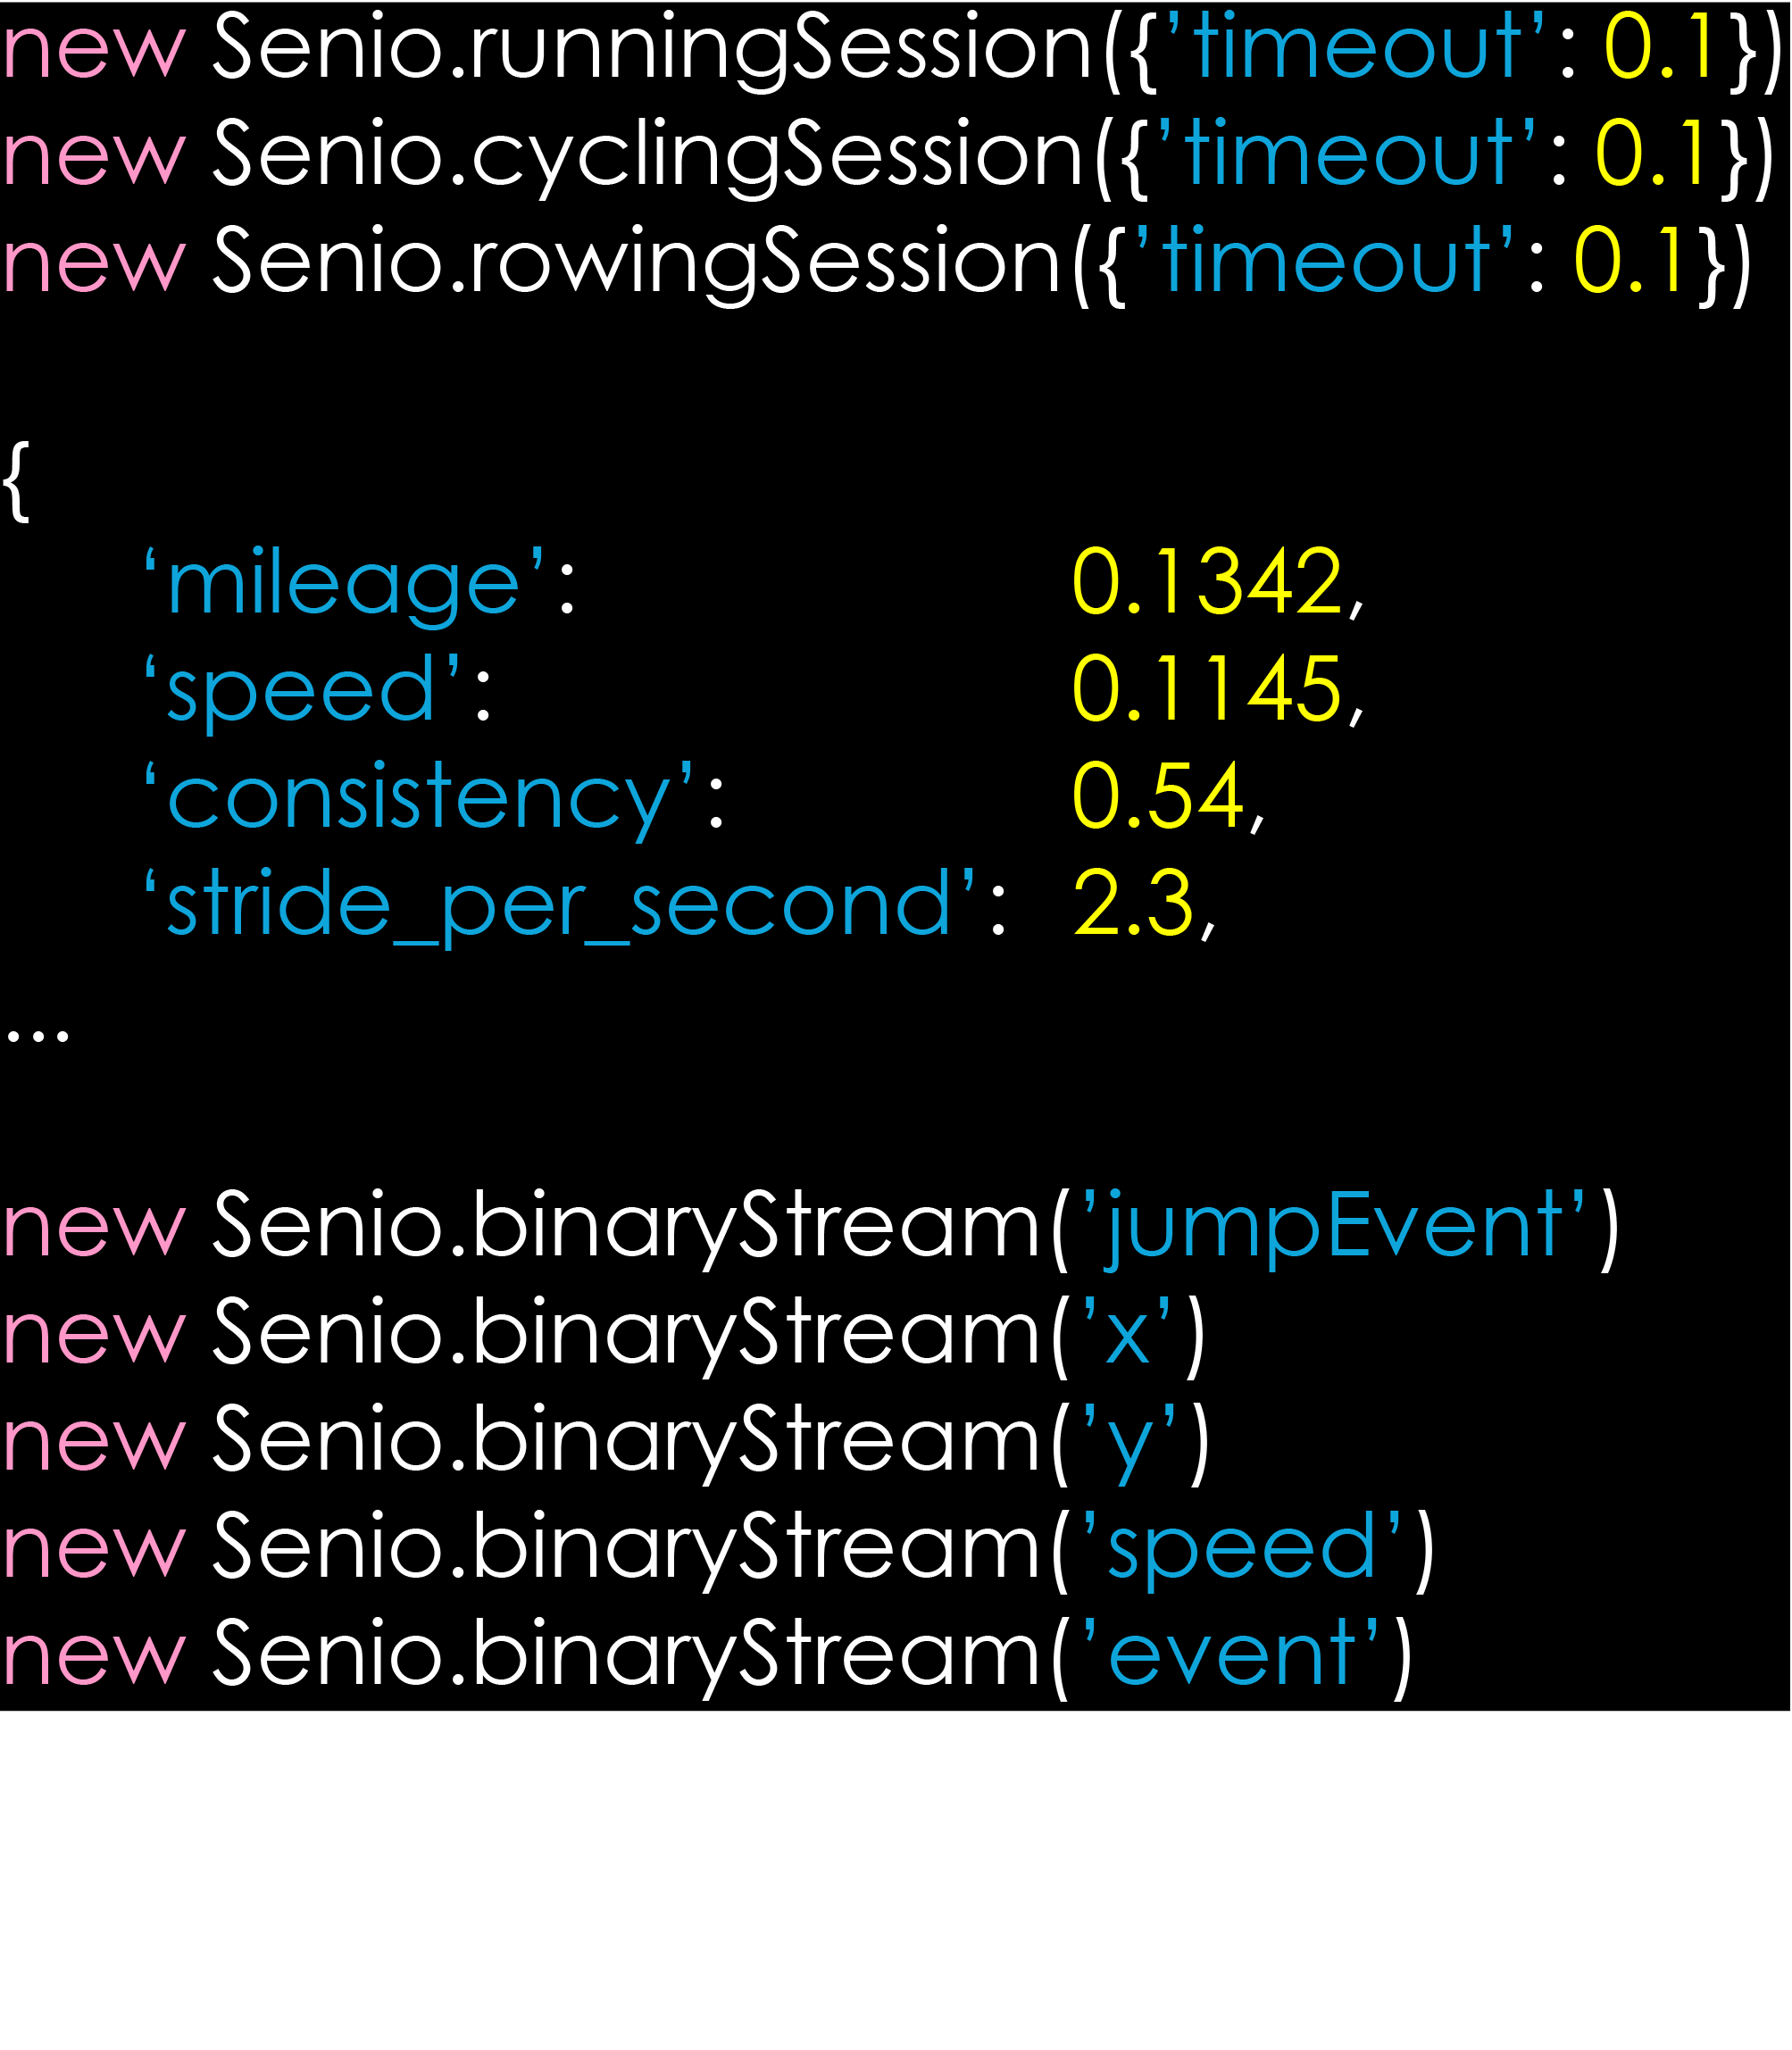 new Senio.runningSession({’timeout’: 0.1})
new Senio.cyclingSession({’timeout’: 0.1})
new Senio.rowingSession({’timeout’: 0.1})
{
‘mileage’: 0.1342,
‘speed’: 0.1145,
‘consistency’: 0.54,
‘stride_per_second’: 2.3,
...
new Senio.binaryStream(’jumpEvent’)
new Senio.binaryStream(’x’)
new Senio.binaryStream(’y’)
new Senio.binaryStream(’speed’)
new Senio.binaryStream(’event’)